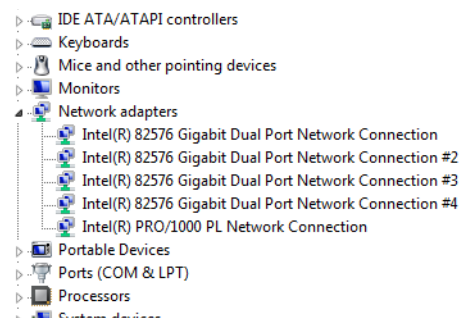 IDE ATA/ATAPI controllers
Keyboards
Mice and other pointing devices
Monitors
Network adapters
Intel(R) 82576 Gigabit Dual Port Network Connection
Intel(R) 82576 Gigabit Dual Port Network Connection #2
Intel(R) 82576 Gigabit Dual Port Network Connection #3
Intel(R) 82576 Gigabit Dual Port Network Connection #4
Intel(R) PRO/1000 PL Network Connection
Portable Devices
Ports (COM & LPT)
Processors
System devices